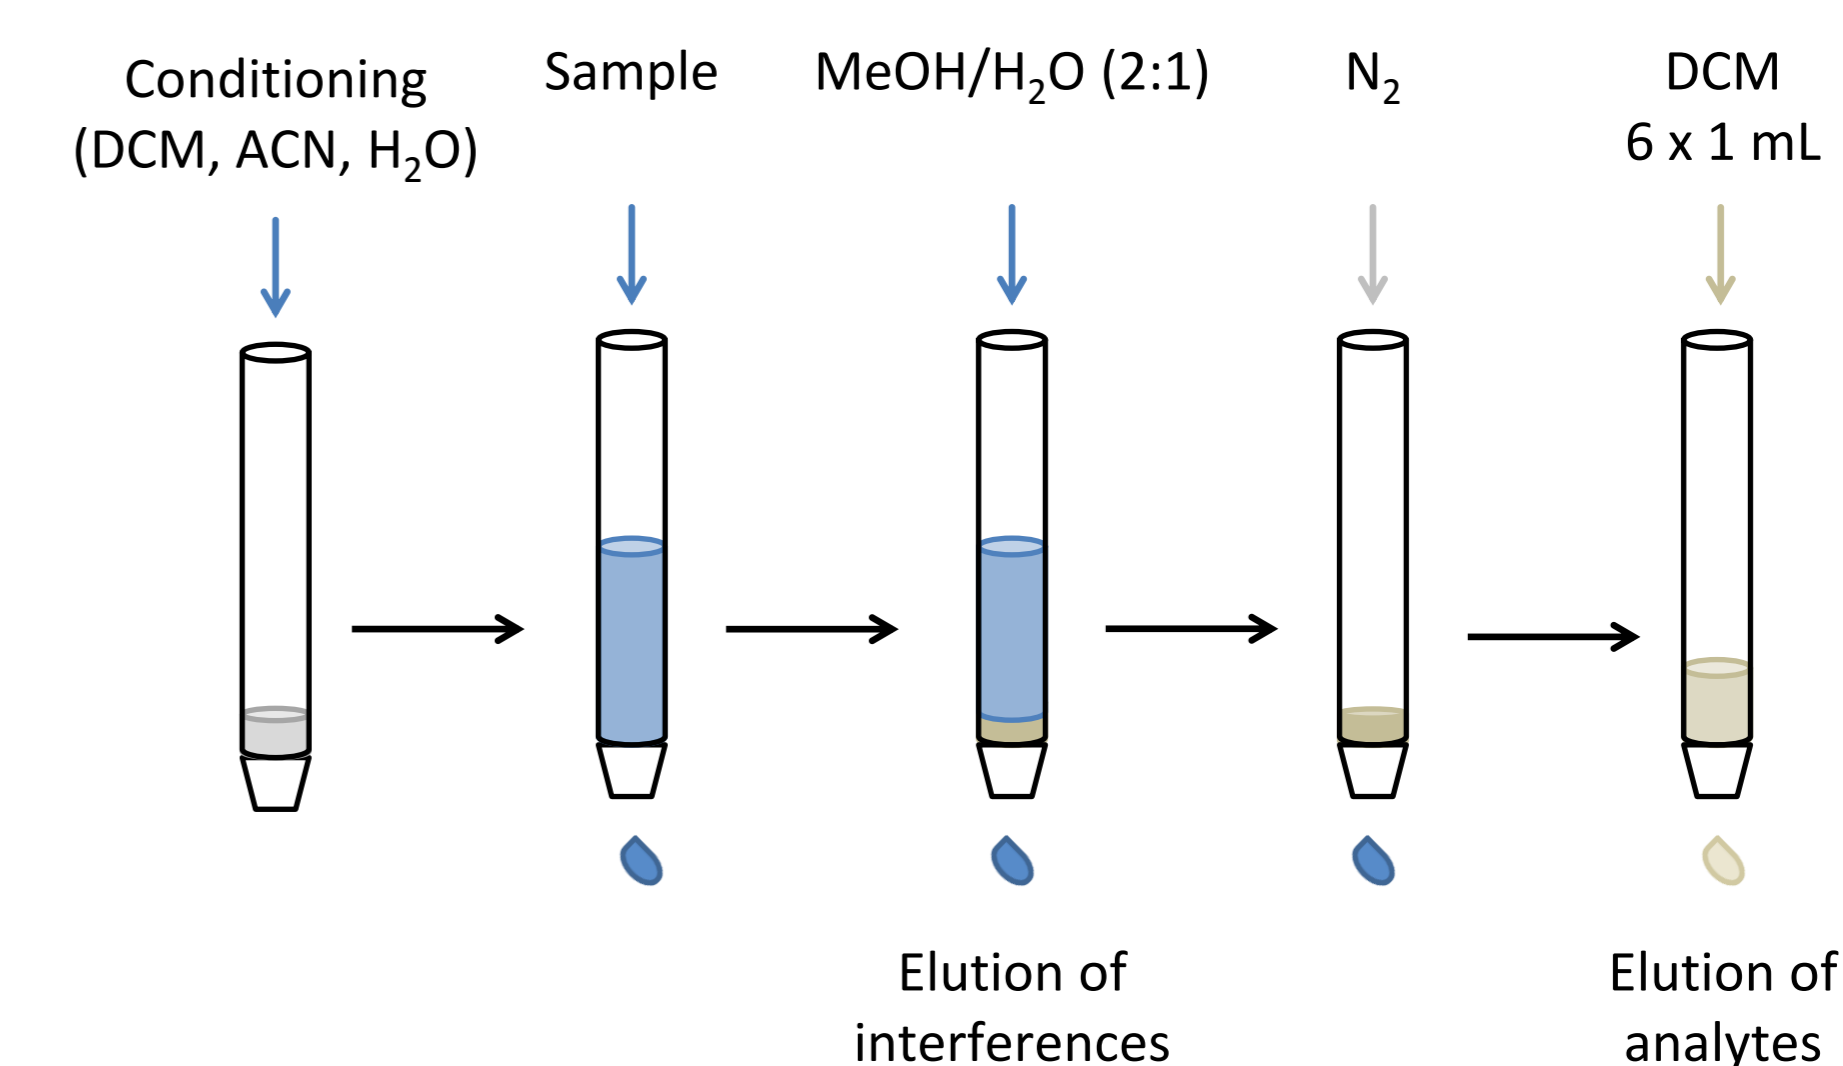 Conditioning
(DCM, ACN, H₂O)
Sample
MeOH/H₂O (2:1)
N₂
DCM
6 x 1 mL
Elution of
interferences
Elution of
analytes